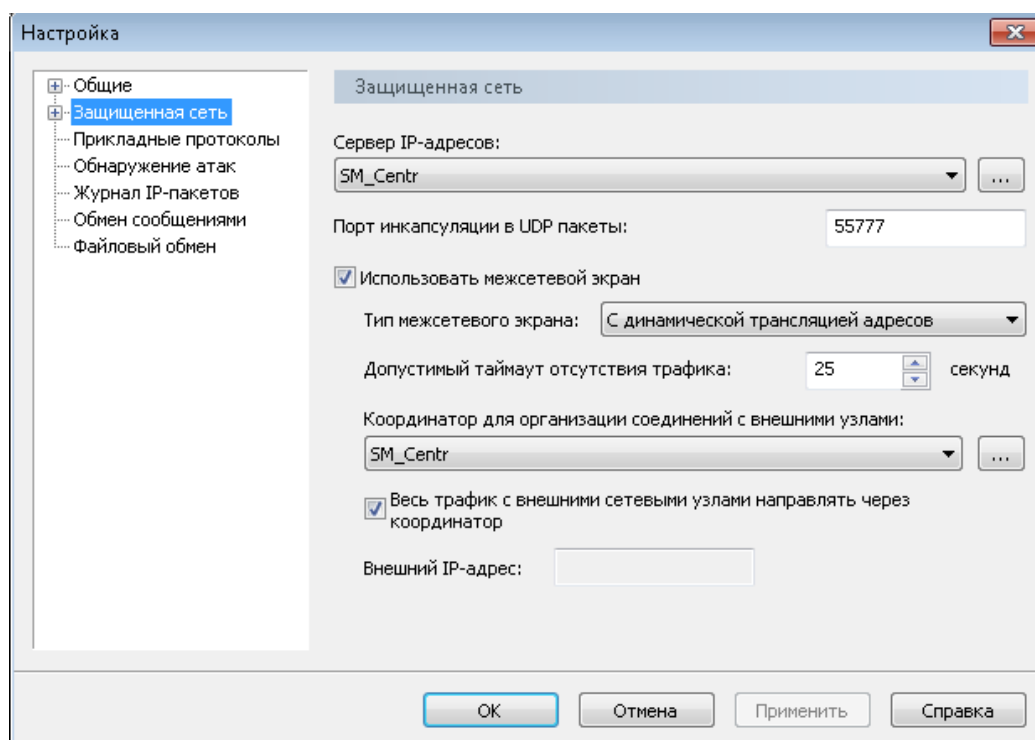 Настройка
Общие
Защищенная сеть
Прикладные протоколы
Обнаружение атак
Журнал IP-пакетов
Обмен сообщениями
Файловый обмен
Защищенная сеть
Сервер IP-адресов:
SM_Centr
...
Порт инкапсуляции в UDP пакеты:
55777
Использовать межсетевой экран
Тип межсетевого экрана:
С динамической трансляцией адресов
Допустимый таймаут отсутствия трафика:
25
секунд
Координатор для организации соединений с внешними узлами:
SM_Centr
...
Весь трафик с внешними сетевыми узлами направлять через
координатор
Внешний IP-адрес:
OK
Отмена
Применить
Справка